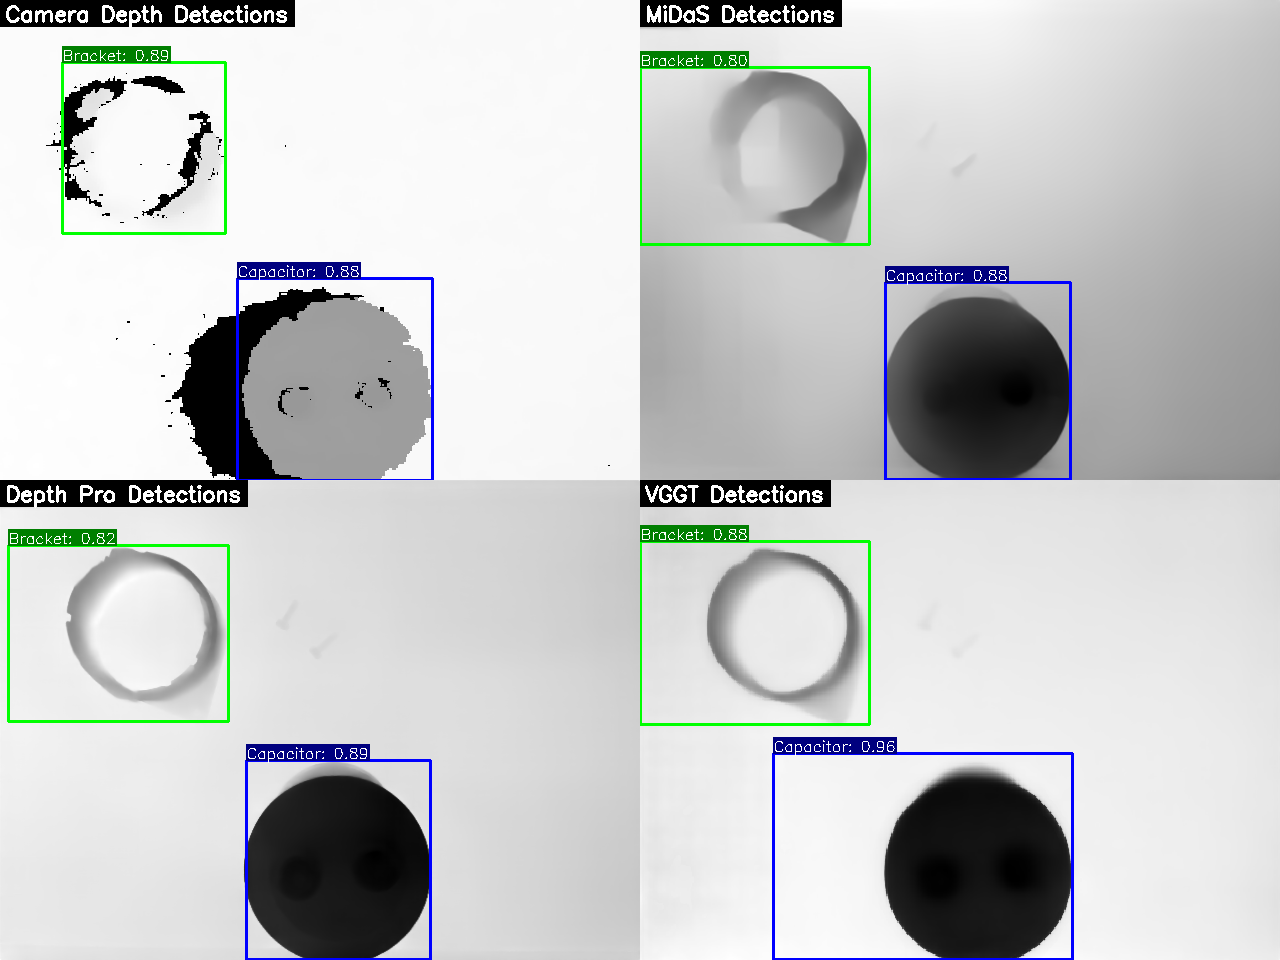 Camera Depth Detections
Bracket: 0.89
Capacitor: 0.88
MiDaS Detections
Bracket: 0.80
Capacitor: 0.88
Depth Pro Detections
Bracket: 0.82
Capacitor: 0.89
VGGT Detections
Bracket: 0.88
Capacitor: 0.96